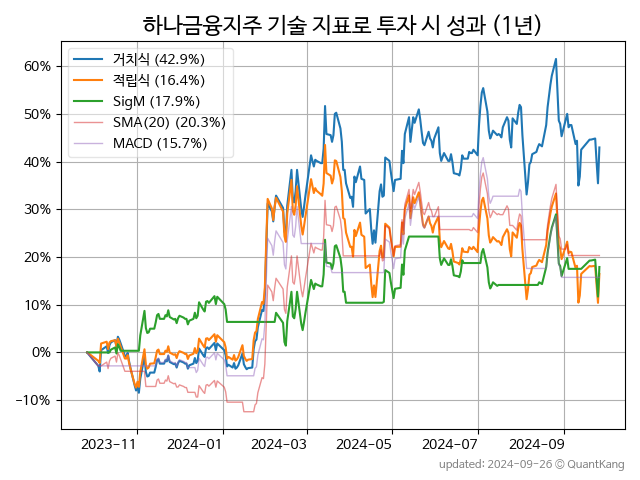 하나금융지주 기술 지표로 투자 시 성과 (1년)
거치식 (42.9%)
적립식 (16.4%)
SigM (17.9%)
SMA(20) (20.3%)
MACD (15.7%)
60%
50%
40%
30%
20%
10%
0%
−10%
2023-11
2024-01
2024-03
2024-05
2024-07
2024-09
updated: 2024-09-26 © QuantKang